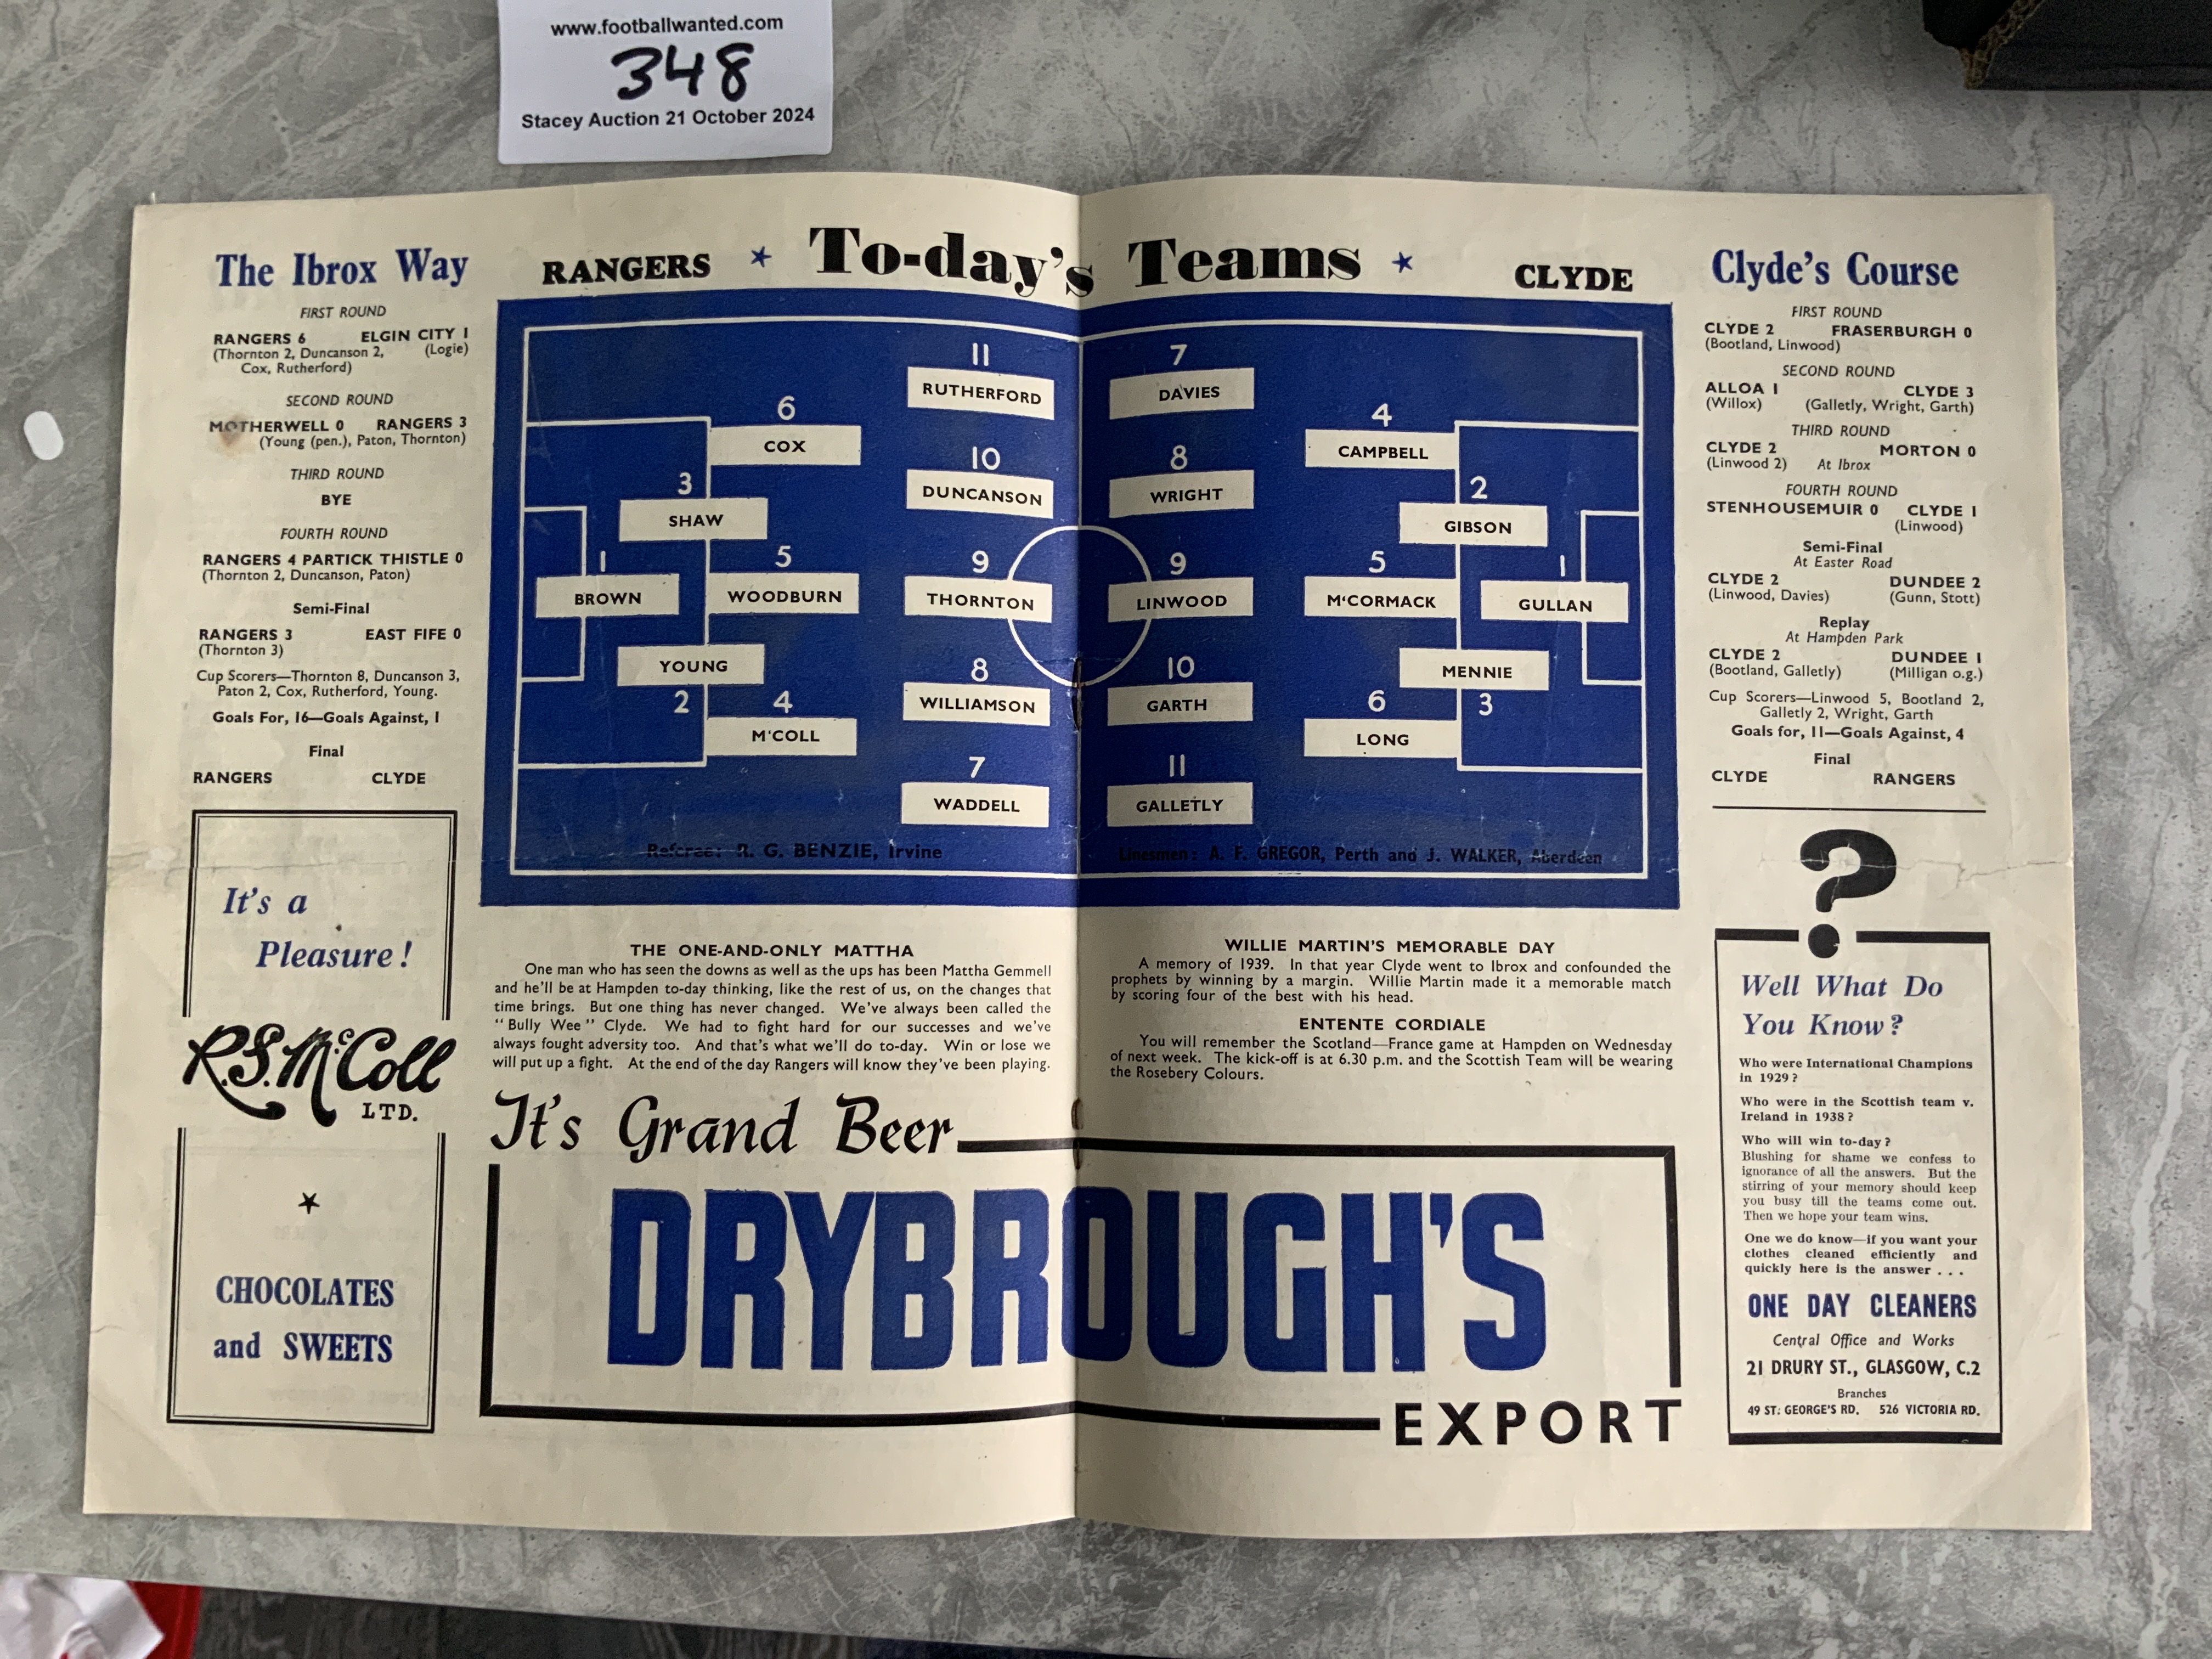 www.footballwanted.com
348
Stacey Auction 21 October 2024
The Ibrox Way
FIRST ROUND
RANGERS 6 ELGIN CITY 1
(Thornton 2, Duncanson 2, (Logie)
Cox, Rutherford)
SECOND ROUND
MOTHERWELL 0 RANGERS 3
(Young (pen.), Paton, Thornton)
THIRD ROUND
BYE
FOURTH ROUND
RANGERS 4 PARTICK THISTLE 0
(Thornton 2, Duncanson, Paton)
Semi-Final
RANGERS 3 EAST FIFE 0
(Thornton 3)
Cup Scorers—Thornton 8, Duncanson 3,
Paton 2, Cox, Rutherford, Young.
Goals For, 16—Goals Against, 1
Final
RANGERS CLYDE
It's a
Pleasure!
R.S. McColl
LTD.
CHOCOLATES
and SWEETS
RANGERS To-day's Teams CLYDE
11
RUTHERFORD
6
COX
10
DUNCANSON
3
SHAW
1
BROWN
5
WOODBURN
9
THORNTON
YOUNG
2
8
WILLIAMSON
4
M'COLL
7
WADDELL
7
DAVIES
4
CAMPBELL
8
WRIGHT
2
GIBSON
9
LINWOOD
5
M'CORMACK
1
GULLAN
10
GARTH
MENNIE
3
6
LONG
11
GALLETLY
Referee: R. G. BENZIE, Irvine
Linesmen: A. F. GREGOR, Perth and J. WALKER, Aberdeen
THE ONE-AND-ONLY MATTHA
One man who has seen the downs as well as the ups has been Mattha Gemmell
and he'll be at Hampden to-day thinking, like the rest of us, on the changes that
time brings. But one thing has never changed. We've always been called the
"Bully Wee" Clyde. We had to fight hard for our successes and we've
always fought adversity too. And that's what we'll do to-day. Win or lose we
will put up a fight. At the end of the day Rangers will know they've been playing.
WILLIE MARTIN'S MEMORABLE DAY
A memory of 1939. In that year Clyde went to Ibrox and confounded the
prophets by winning by a margin. Willie Martin made it a memorable match
by scoring four of the best with his head.
ENTENTE CORDIALE
You will remember the Scotland—France game at Hampden on Wednesday
of next week. The kick-off is at 6.30 p.m. and the Scottish Team will be wearing
the Rosebery Colours.
It's Grand Beer
DRYBROUGH'S
EXPORT
Clyde's Course
FIRST ROUND
CLYDE 2 FRASERBURGH 0
(Bootland, Linwood)
SECOND ROUND
ALLOA 1 CLYDE 3
(Willox) (Galletly, Wright, Garth)
THIRD ROUND
CLYDE 2 MORTON 0
(Linwood 2) At Ibrox
FOURTH ROUND
STENHOUSEMUIR 0 CLYDE 1
(Linwood)
Semi-Final
At Easter Road
CLYDE 2 DUNDEE 2
(Linwood, Davies) (Gunn, Stott)
Replay
At Hampden Park
CLYDE 2 DUNDEE 1
(Bootland, Galletly) (Milligan o.g.)
Cup Scorers—Linwood 5, Bootland 2,
Galletly 2, Wright, Garth
Goals for, 11—Goals Against, 4
Final
CLYDE RANGERS
?
Well What Do
You Know?
Who were International Champions
in 1929?
Who were in the Scottish team v.
Ireland in 1938?
Who will win to-day?
Blushing for shame we confess to
ignorance of all the answers. But the
stirring of your memory should keep
you busy till the teams come out.
Then we hope your team wins.
One we do know—if you want your
clothes cleaned efficiently and
quickly here is the answer . . .
ONE DAY CLEANERS
Central Office and Works
21 DRURY ST., GLASGOW, C.2
Branches
49 ST. GEORGE'S RD. 526 VICTORIA RD.